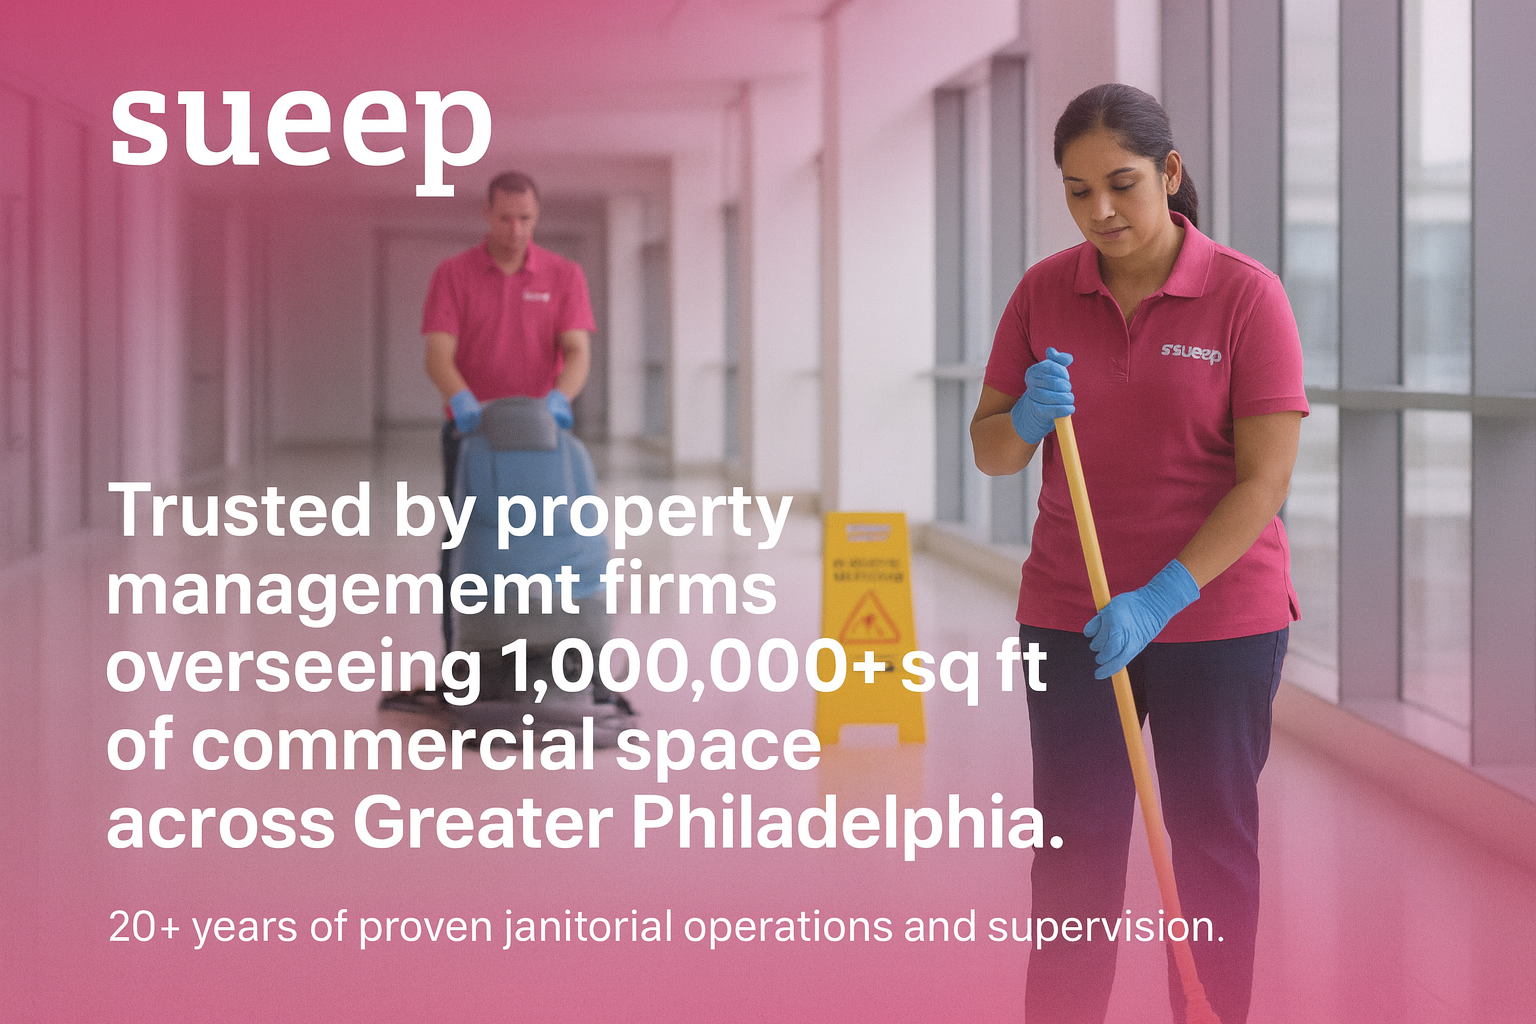 sueep
ssueep
Trusted by property
managememt firms
overseeing 1,000,000+ sq ft
of commercial space
across Greater Philadelphia.
20+ years of proven janitorial operations and supervision.